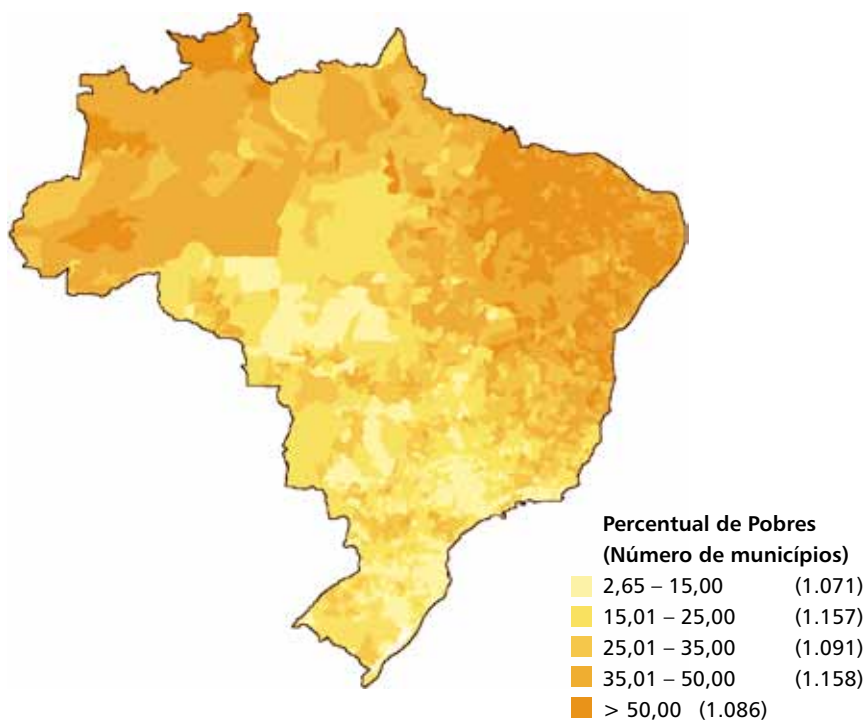 Percentual de Pobres
(Número de municípios)
2,65 – 15,00 (1.071)
15,01 – 25,00 (1.157)
25,01 – 35,00 (1.091)
35,01 – 50,00 (1.158)
> 50,00 (1.086)